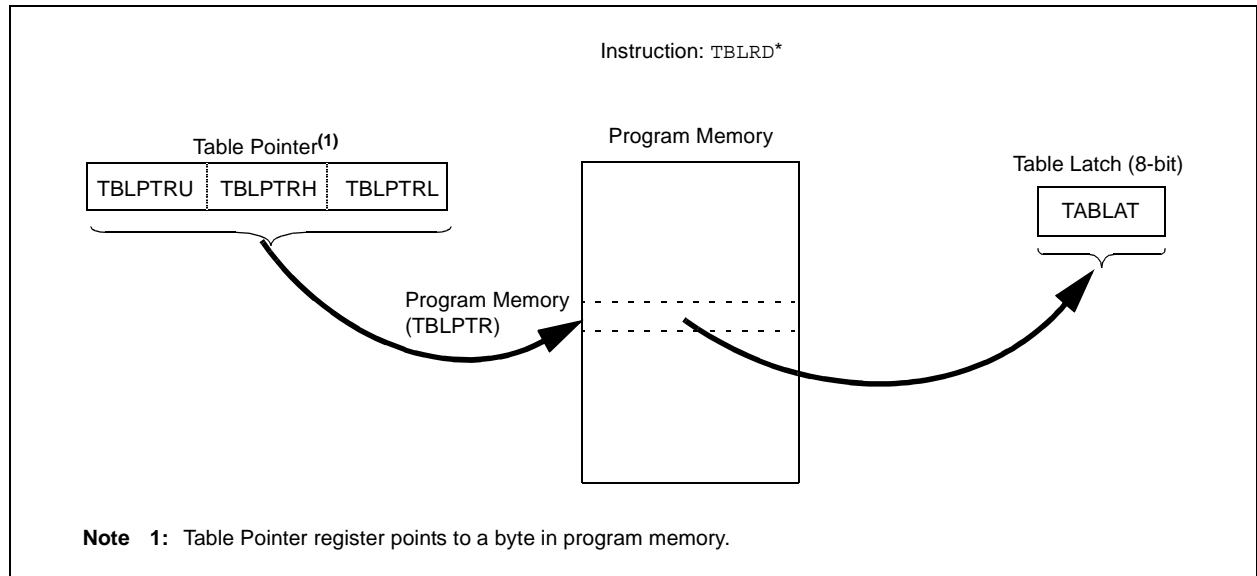 Instruction: TBLRD*
Table Pointer(1)
TBLPTRU TBLPTRH TBLPTRL
Program Memory
Table Latch (8-bit)
TABLAT
Program Memory
(TBLPTR)
Note 1: Table Pointer register points to a byte in program memory.